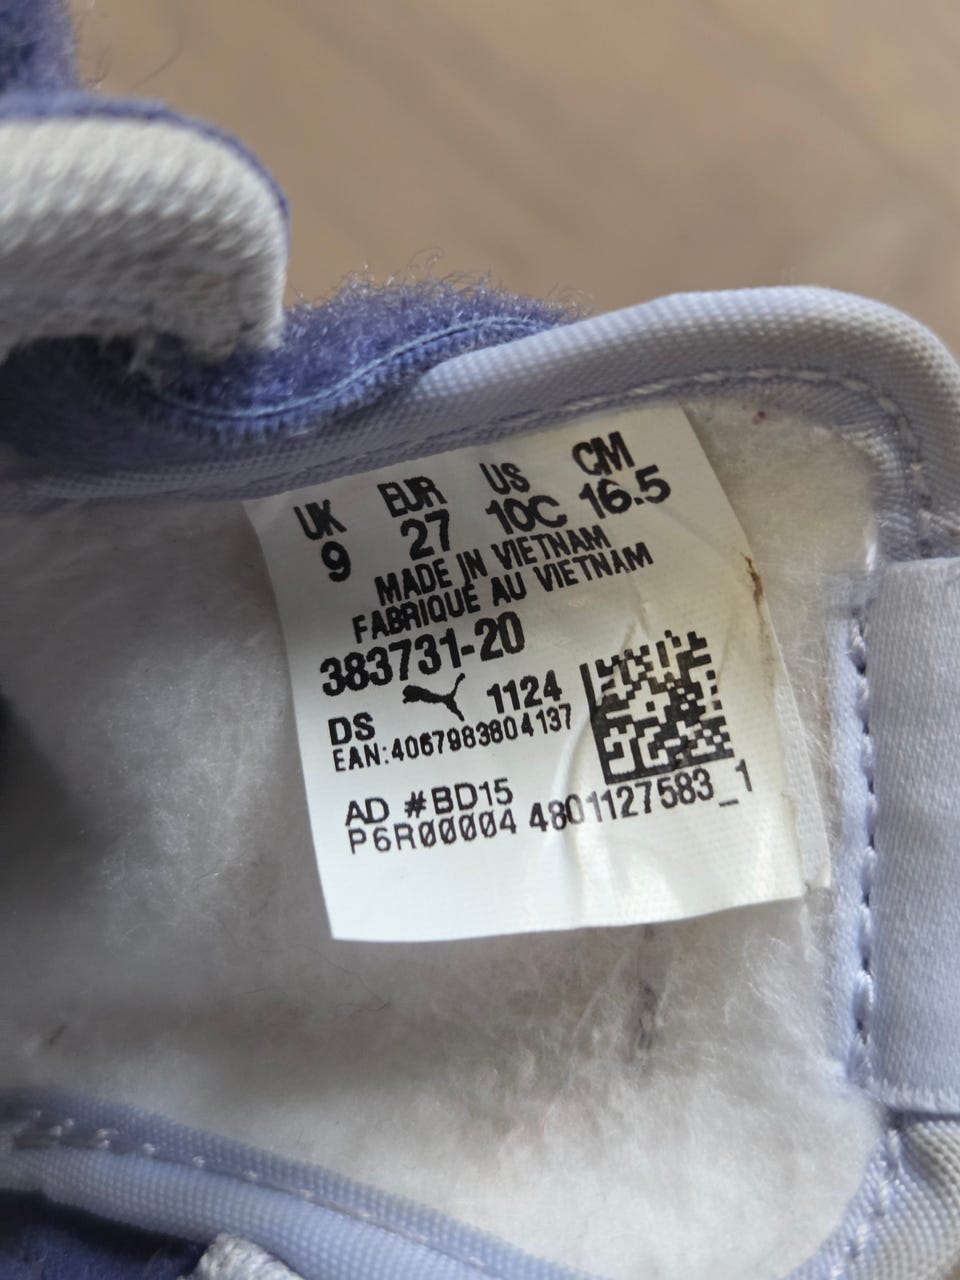 UK EUR US CM
9 27 10C 16.5
MADE IN VIETNAM
FABRIQUE AU VIETNAM
383731-20
DS 1124
EAN:4067983804137
AD #BD15
P6R00004 4801127583_1